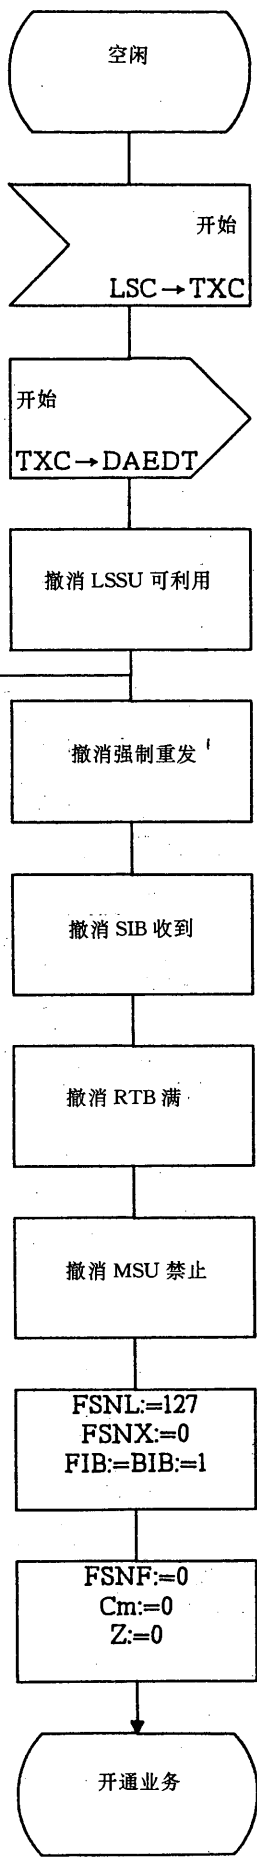 空闲
开始
LSC→TXC
开始
TXC→DAEDT
撤消 LSSU 可利用
撤消强制重发
撤消 SIB 收到
撤消 RTB 满
撤消 MSU 禁止
FSNL:=127
FSNX:=0
FIB:=BIB:=1
FSNF:=0
Cm:=0
Z:=0
开通业务